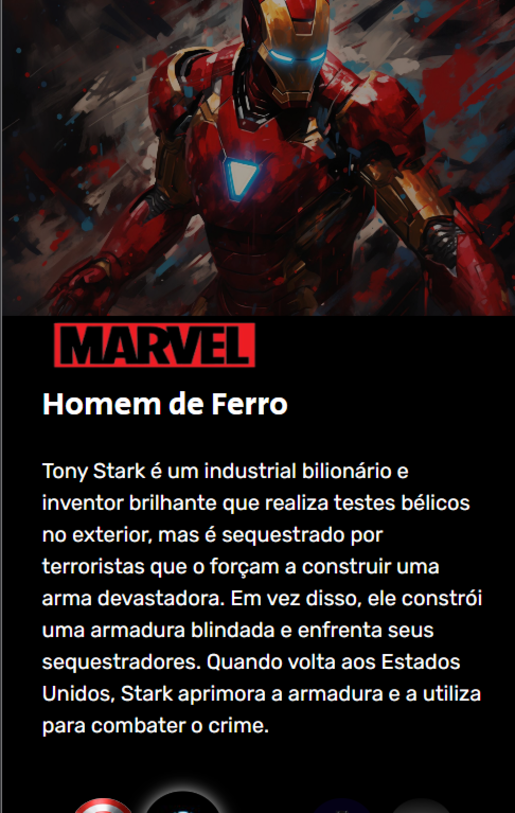 MARVEL
Homem de Ferro
Tony Stark é um industrial bilionário e
inventor brilhante que realiza testes bélicos
no exterior, mas é sequestrado por
terroristas que o forçam a construir uma
arma devastadora. Em vez disso, ele constrói
uma armadura blindada e enfrenta seus
sequestradores. Quando volta aos Estados
Unidos, Stark aprimora a armadura e a utiliza
para combater o crime.